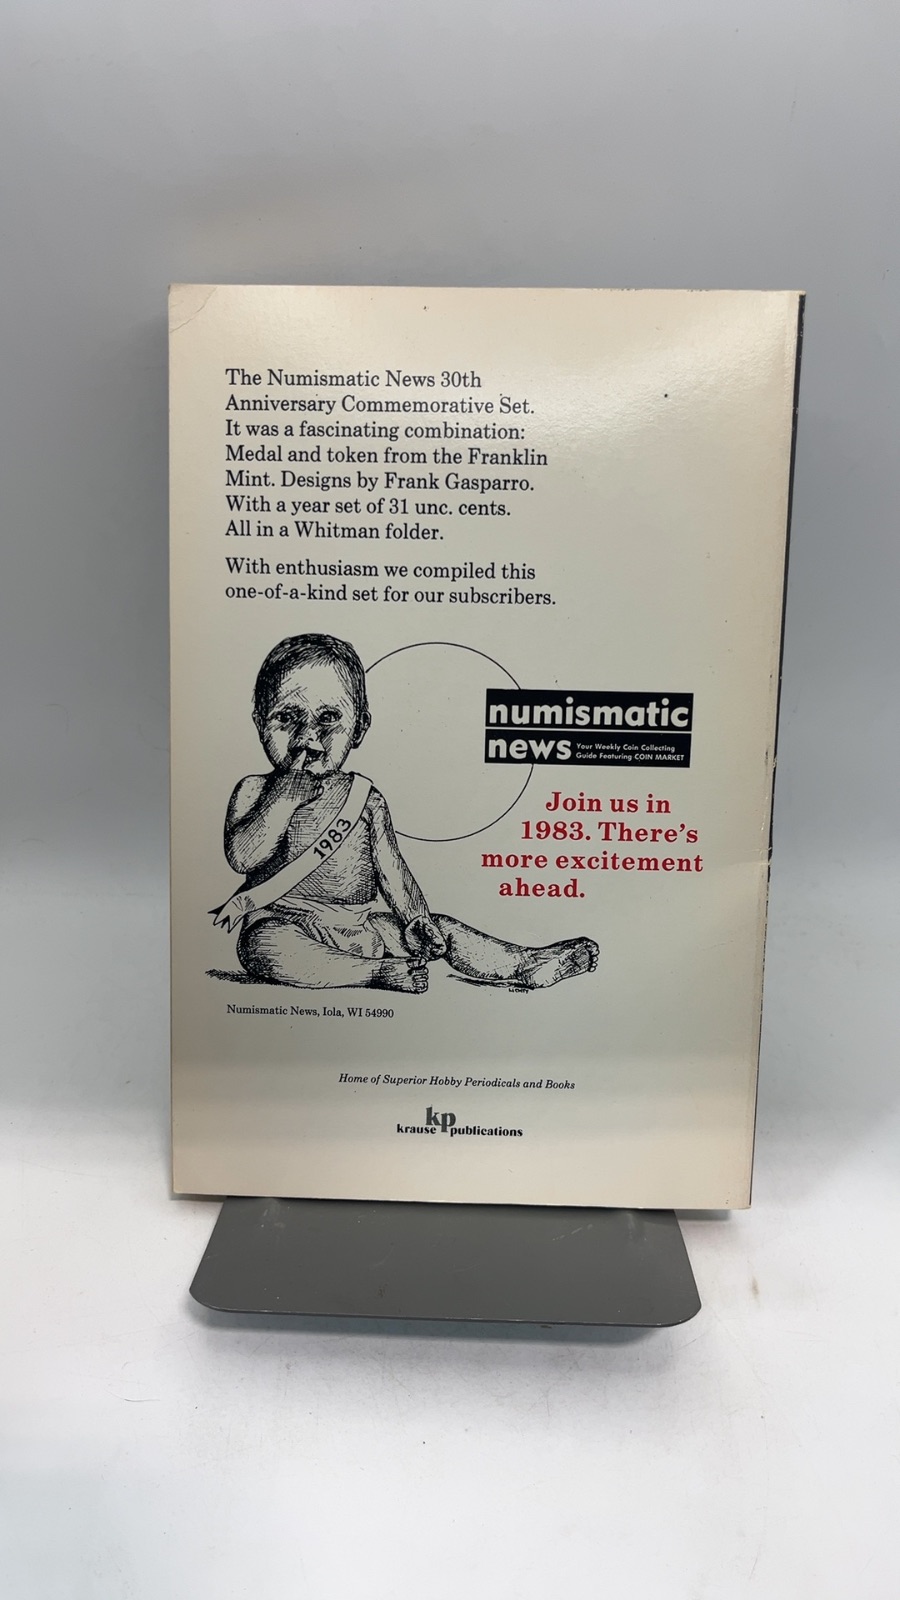 The Numismatic News 30th
Anniversary Commemorative Set.
It was a fascinating combination:
Medal and token from the Franklin
Mint. Designs by Frank Gasparro.
With a year set of 31 unc. cents.
All in a Whitman folder.
With enthusiasm we compiled this
one-of-a-kind set for our subscribers.
numismatic
news
Your Weekly Coin Collecting
Guide Featuring COIN MARKET
Join us in
1983. There's
more excitement
ahead.
1983
Numismatic News, Iola, WI 54990
Home of Superior Hobby Periodicals and Books
kp
krause publications